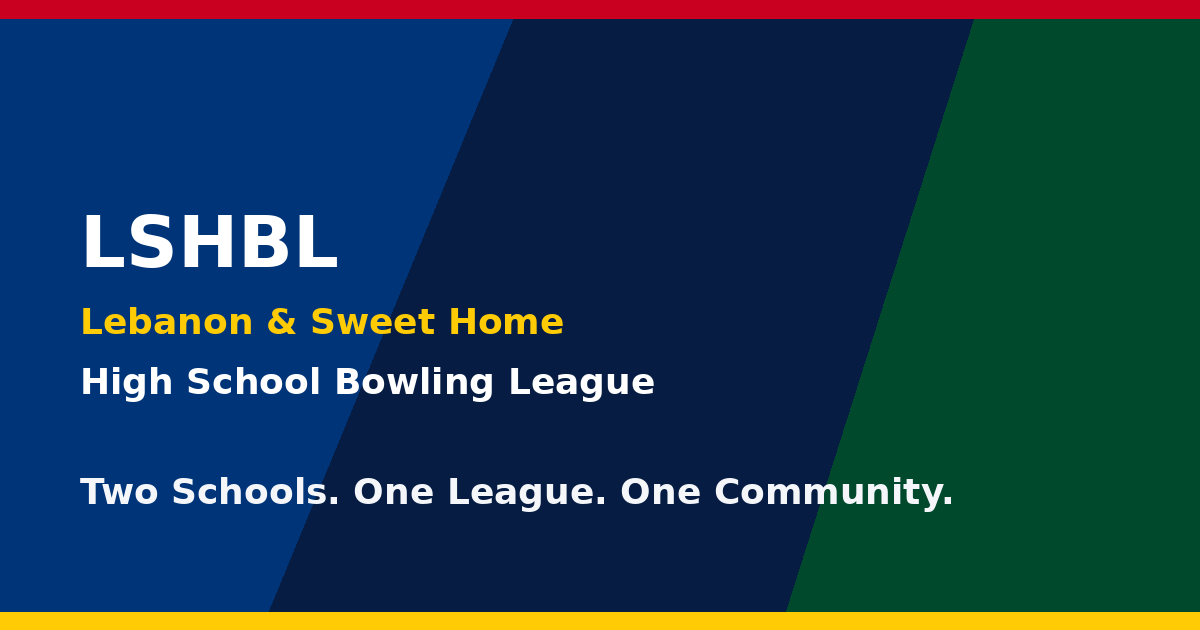 LSHBL
Lebanon & Sweet Home
High School Bowling League
Two Schools. One League. One Community.